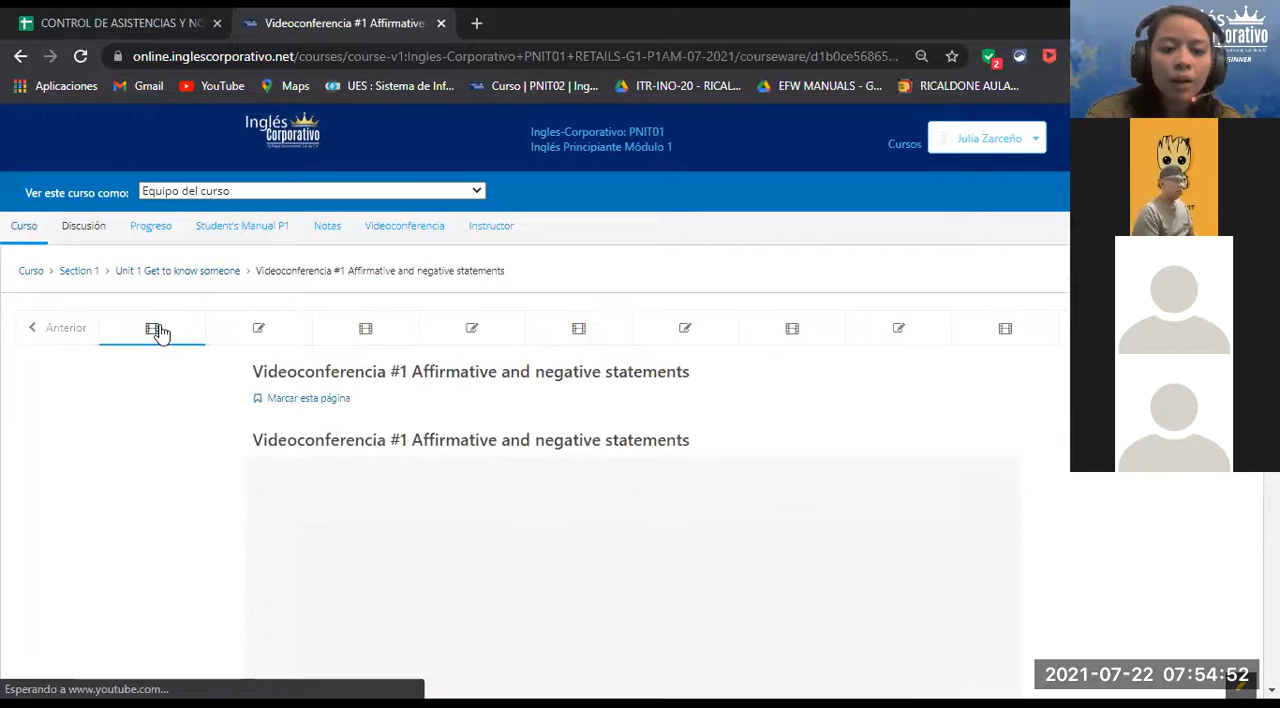 CONTROL DE ASISTENCIAS Y NO
Videoconferencia #1 Affirmative
online.inglescorporativo.net/courses/course-v1:Ingles-Corporativo+PNIT01+RETAILS-G1-P1AM-07-2021/courseware/d1b0ce56865...
2
Aplicaciones
Gmail
YouTube
Maps
UES : Sistema de Inf...
Curso | PNIT02 | Ing...
ITR-INO-20 - RICAL...
EFW MANUALS - G...
RICALDONE AULA...
Inglés
Corporativo
Ingles-Corporativo: PNIT01
Inglés Principiante Módulo 1
Cursos
Julia Zarceño
Ver este curso como:
Equipo del curso
Curso
Discusión
Progreso
Student's Manual P1
Notas
Videoconferencia
Instructor
Curso > Section 1 > Unit 1 Get to know someone > Videoconferencia #1 Affirmative and negative statements
Anterior
Videoconferencia #1 Affirmative and negative statements
Marcar esta página
Videoconferencia #1 Affirmative and negative statements
Esperando a www.youtube.com...
2021-07-22 07:54:52